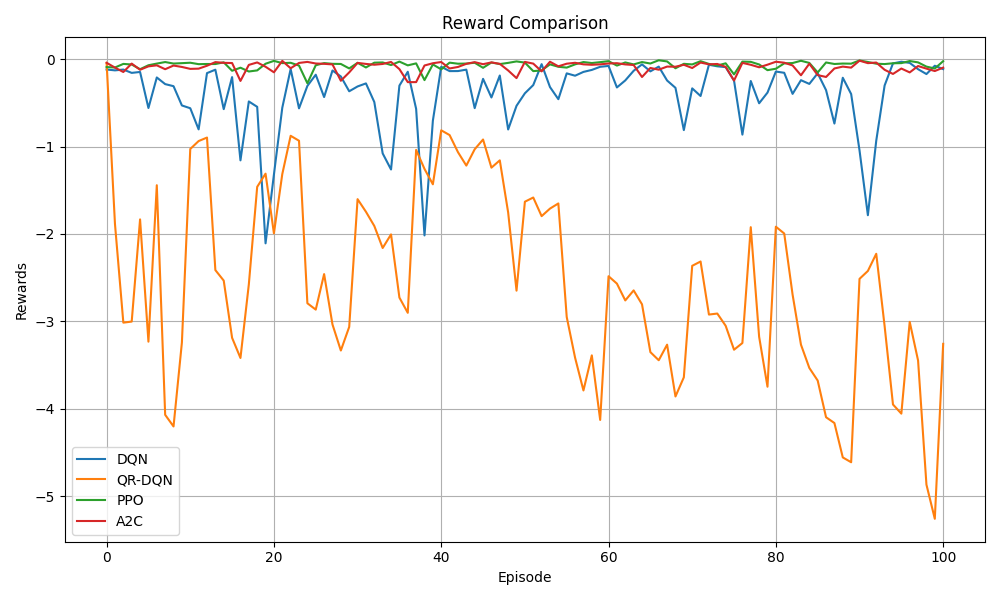 Reward Comparison
Rewards
0
−1
−2
−3
−4
−5
DQN
QR-DQN
PPO
A2C
0 20 40 60 80 100
Episode